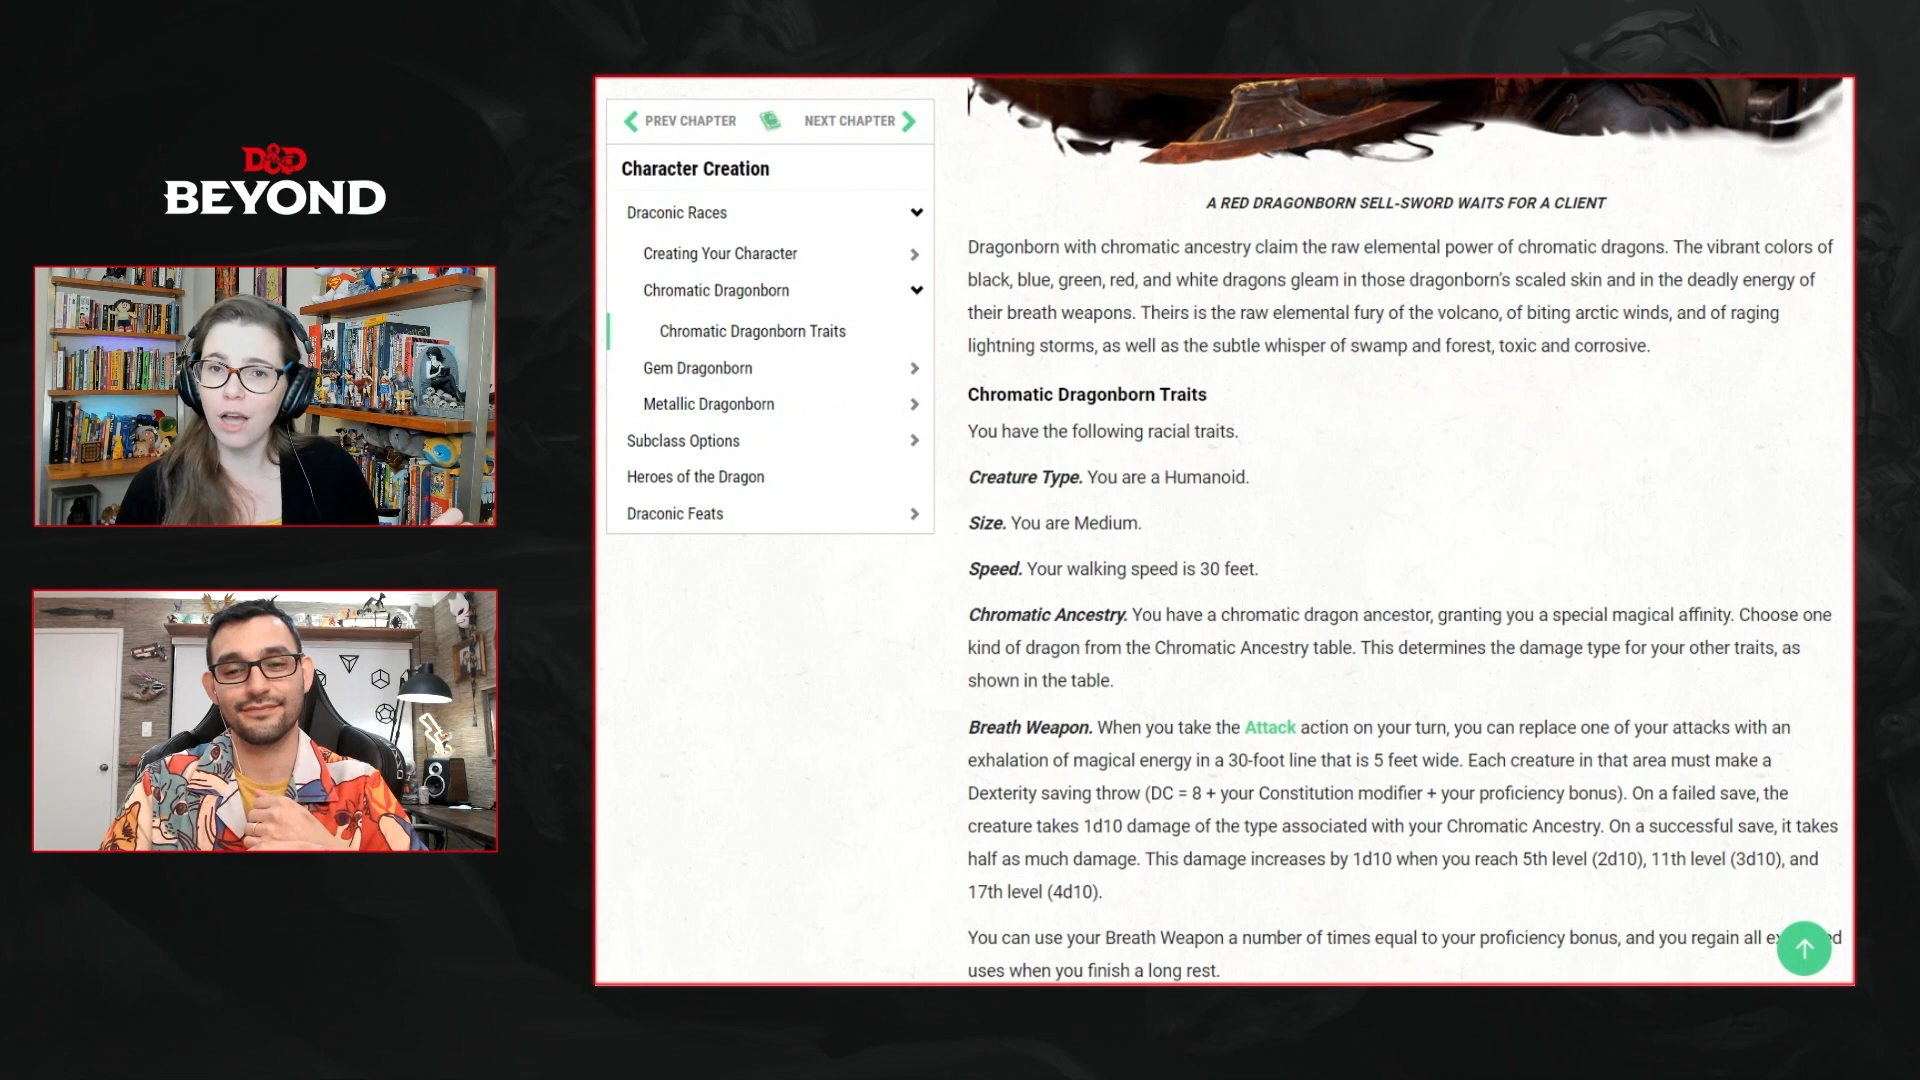 D&D
BEYOND
PREV CHAPTER
NEXT CHAPTER
Character Creation
Draconic Races
Creating Your Character
Chromatic Dragonborn
Chromatic Dragonborn Traits
Gem Dragonborn
Metallic Dragonborn
Subclass Options
Heroes of the Dragon
Draconic Feats
A RED DRAGONBORN SELL-SWORD WAITS FOR A CLIENT
Dragonborn with chromatic ancestry claim the raw elemental power of chromatic dragons. The vibrant colors of
black, blue, green, red, and white dragons gleam in those dragonborn's scaled skin and in the deadly energy of
their breath weapons. Theirs is the raw elemental fury of the volcano, of biting arctic winds, and of raging
lightning storms, as well as the subtle whisper of swamp and forest, toxic and corrosive.
Chromatic Dragonborn Traits
You have the following racial traits.
Creature Type. You are a Humanoid.
Size. You are Medium.
Speed. Your walking speed is 30 feet.
Chromatic Ancestry. You have a chromatic dragon ancestor, granting you a special magical affinity. Choose one
kind of dragon from the Chromatic Ancestry table. This determines the damage type for your other traits, as
shown in the table.
Breath Weapon. When you take the Attack action on your turn, you can replace one of your attacks with an
exhalation of magical energy in a 30-foot line that is 5 feet wide. Each creature in that area must make a
Dexterity saving throw (DC = 8 + your Constitution modifier + your proficiency bonus). On a failed save, the
creature takes 1d10 damage of the type associated with your Chromatic Ancestry. On a successful save, it takes
half as much damage. This damage increases by 1d10 when you reach 5th level (2d10), 11th level (3d10), and
17th level (4d10).
You can use your Breath Weapon a number of times equal to your proficiency bonus, and you regain all
uses when you finish a long rest.